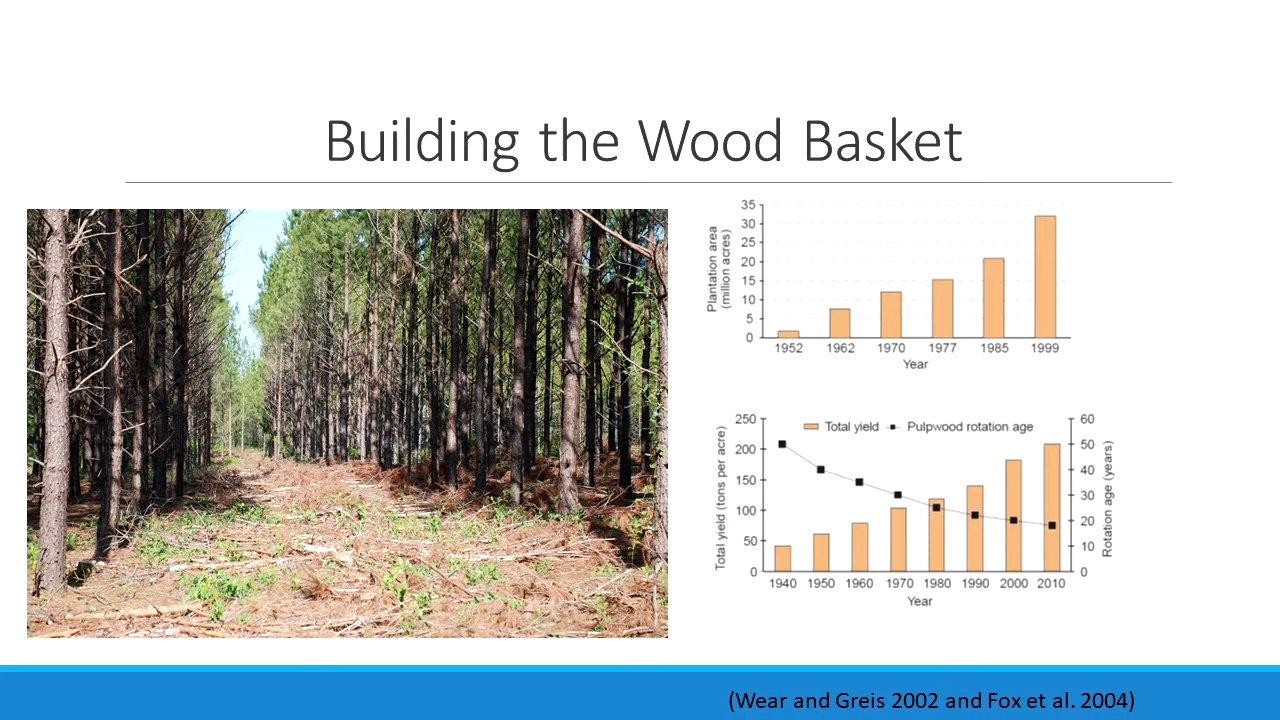 Building the Wood Basket
Plantation area
(million acres)
35
30
25
20
15
10
5
0
1952 1962 1970 1977 1985 1999
Year
Total yield Pulpwood rotation age
Total yield (tons per acre)
250
200
150
100
50
0
60
50
40
30
20
10
0
Rotation age (years)
1940 1950 1960 1970 1980 1990 2000 2010
Year
(Wear and Greis 2002 and Fox et al. 2004)